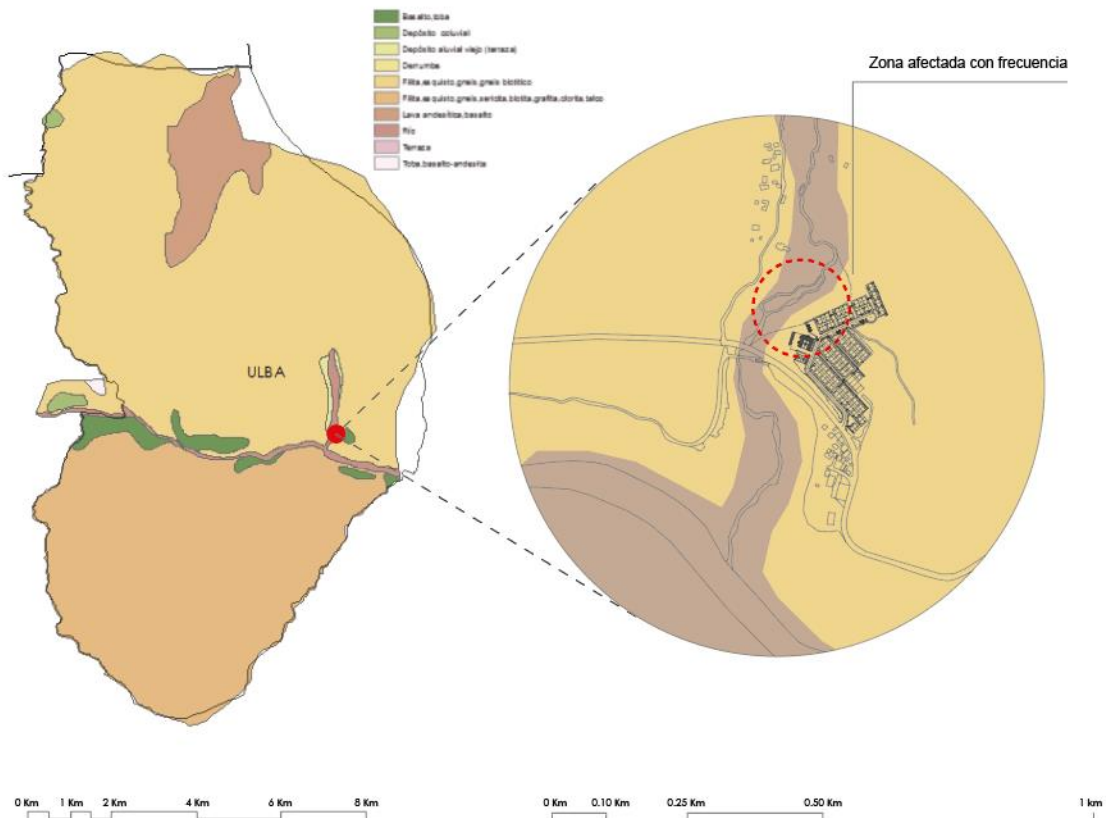 Basalto, toba
Depósito coluvial
Depósito aluvial viejo (terraza)
Derrumbe
Filita, esquisto, gneis, gneis biotitico
Filita, esquisto, gneis, sericita, biotita, grafita, clorita, talco
Lava andesítica, basalto
Río
Terraza
Toba, basalto-andesita
Zona afectada con frecuencia
ULBA
0 Km 1 Km 2 Km 4 Km 6 Km 8 Km
0 Km 0.10 Km 0.25 Km 0.50 Km 1 km